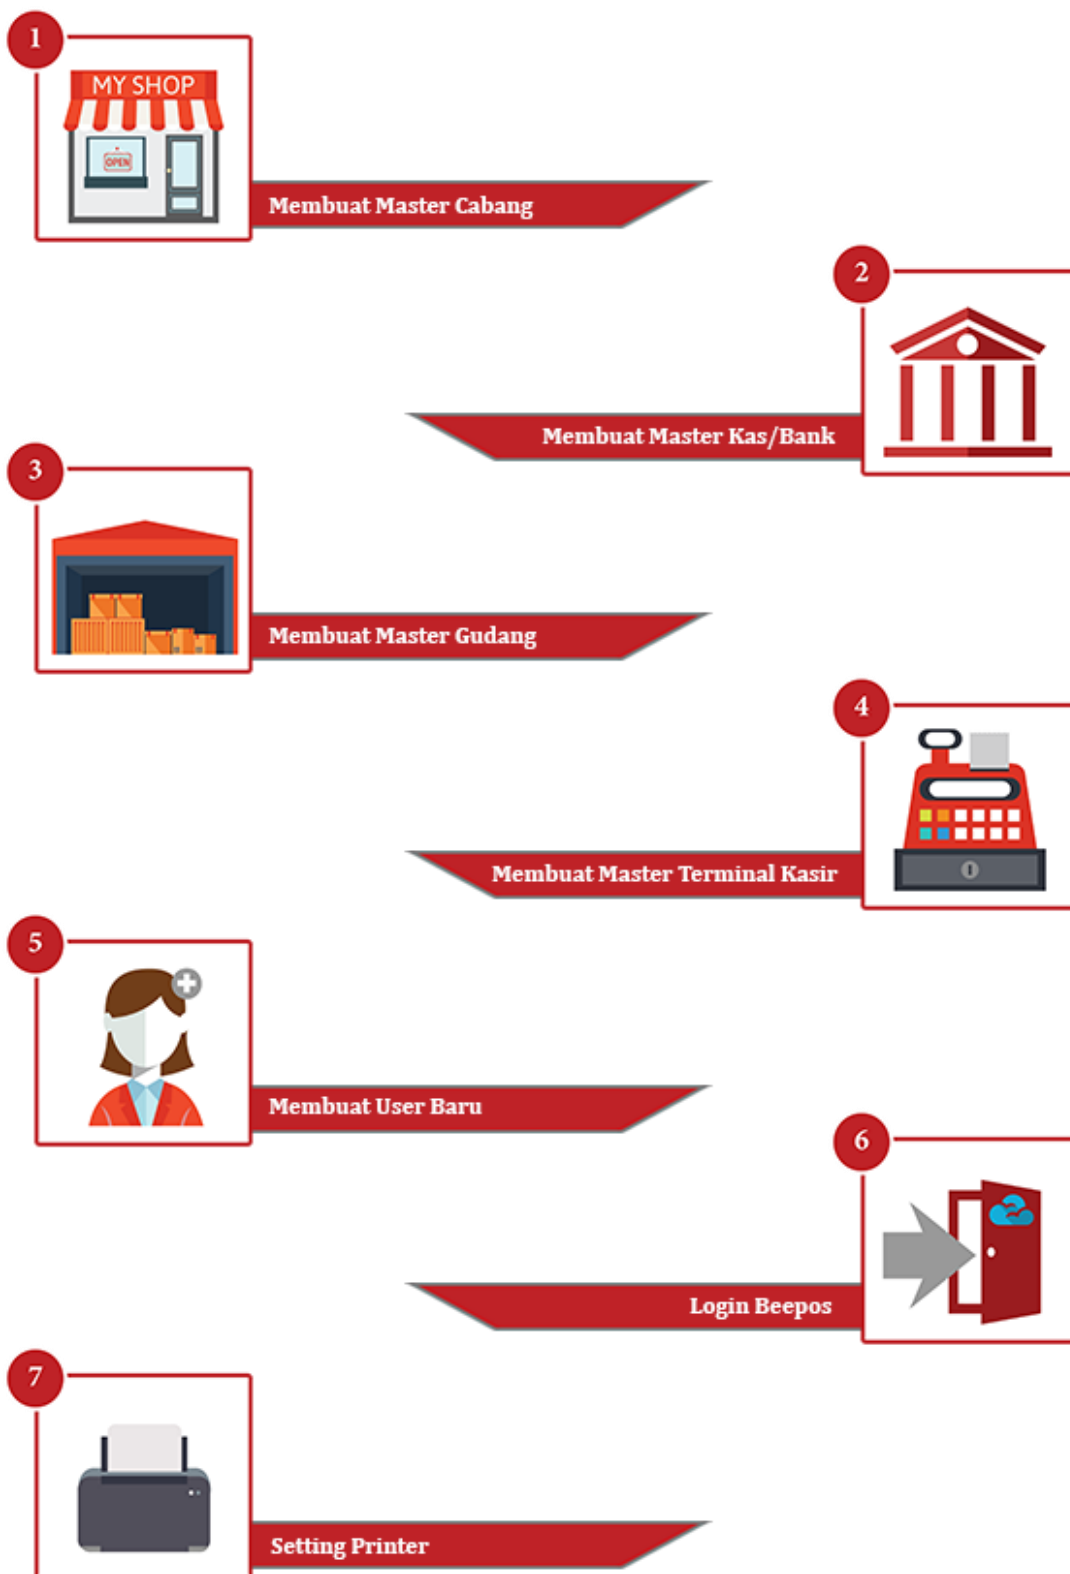 1
MY SHOP
OPEN
Membuat Master Cabang
2
Membuat Master Kas/Bank
3
Membuat Master Gudang
4
Membuat Master Terminal Kasir
5
Membuat User Baru
6
Login Beepos
7
Setting Printer